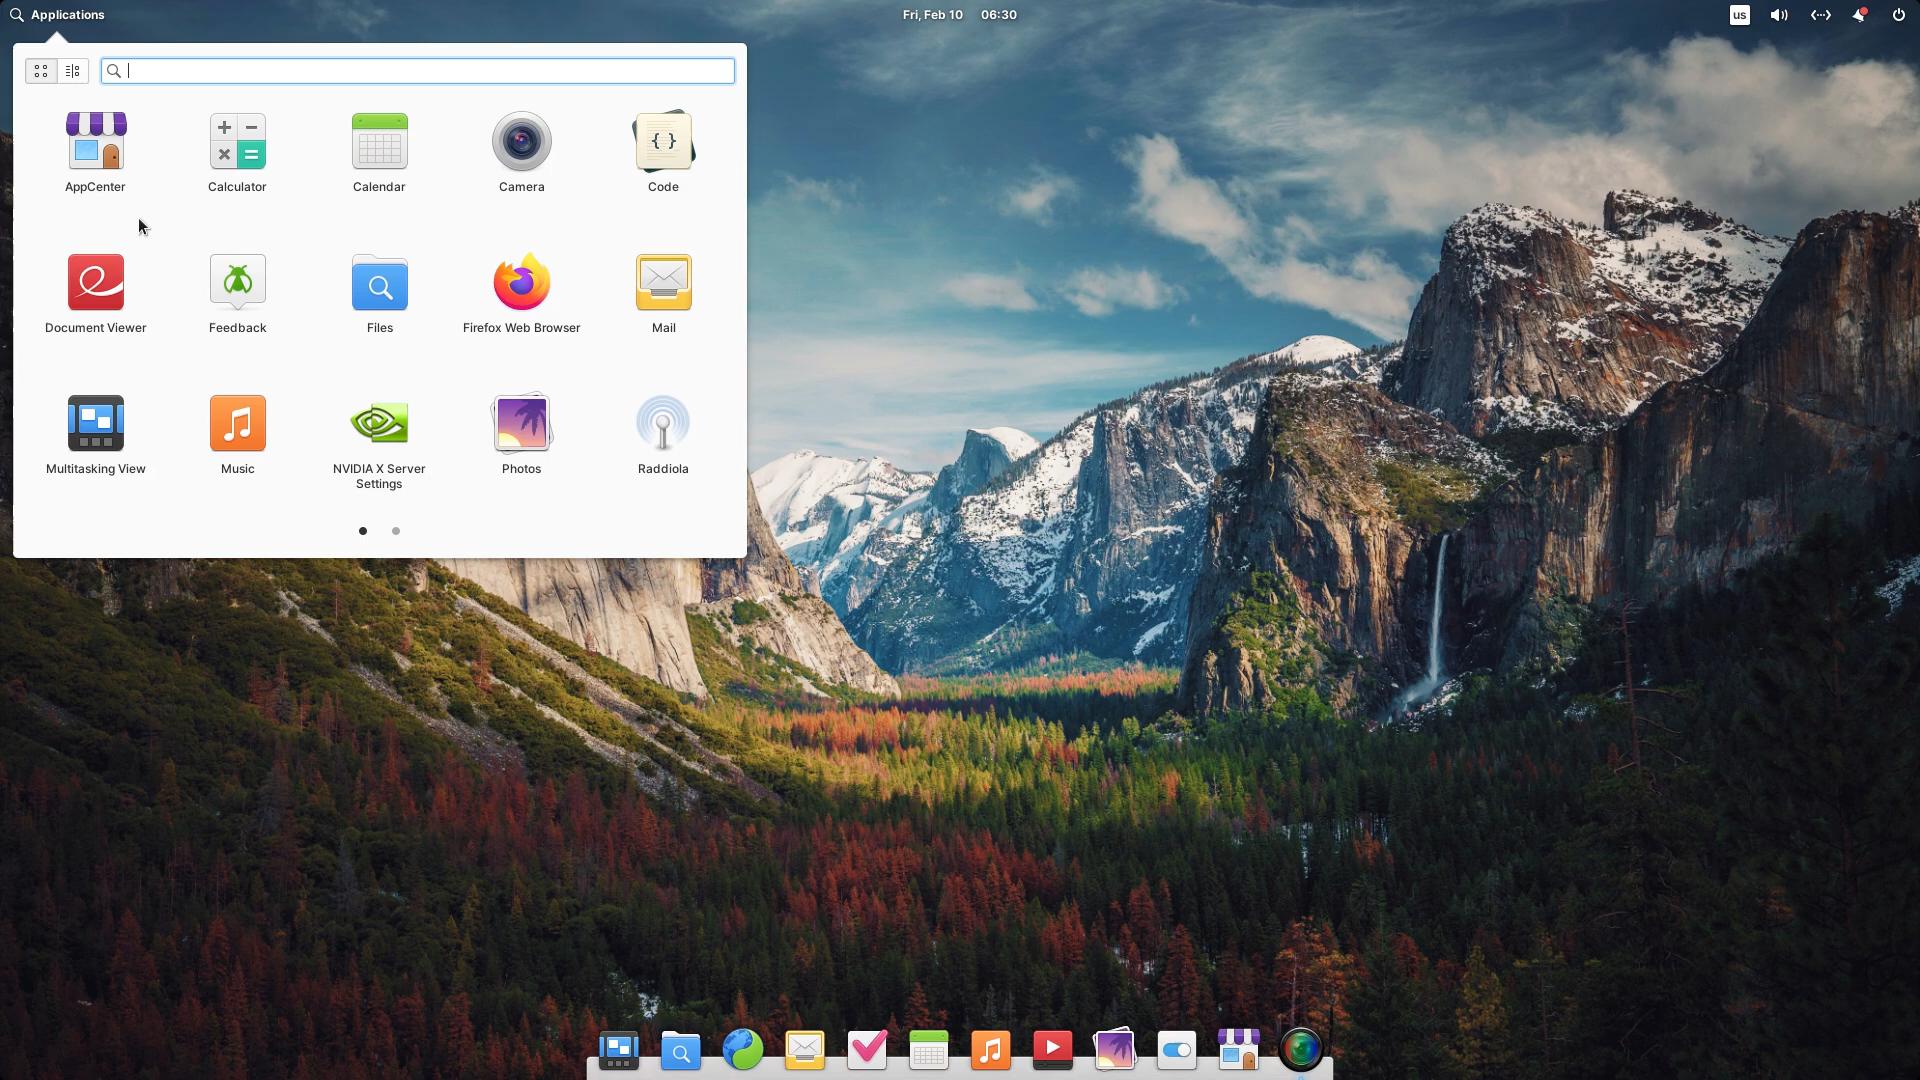 Applications
Fri, Feb 10 06:30
us
AppCenter
Calculator
Calendar
Camera
Code
Document Viewer
Feedback
Files
Firefox Web Browser
Mail
Multitasking View
Music
NVIDIA X Server
Settings
Photos
Raddiola